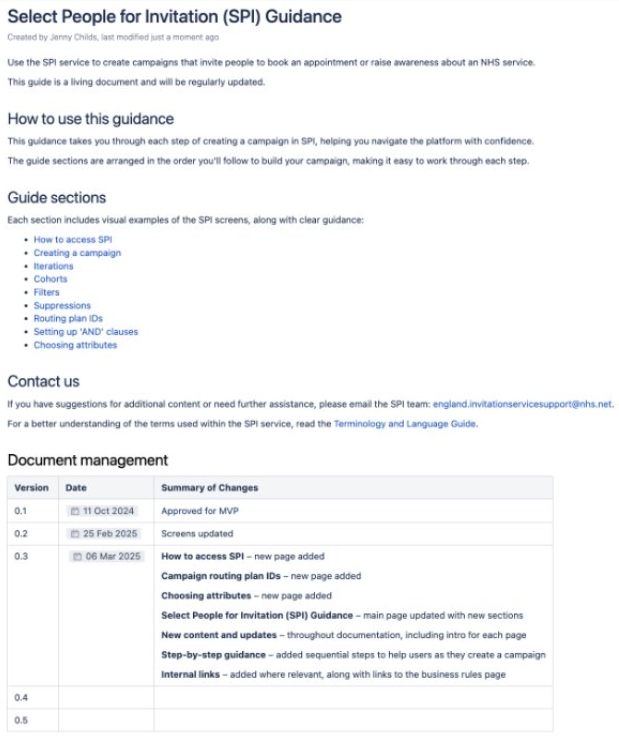 Select People for Invitation (SPI) Guidance
Created by Jenny Childs, last modified just a moment ago
Use the SPI service to create campaigns that invite people to book an appointment or raise awareness about an NHS service.
This guide is a living document and will be regularly updated.
How to use this guidance
This guidance takes you through each step of creating a campaign in SPI, helping you navigate the platform with confidence.
The guide sections are arranged in the order you'll follow to build your campaign, making it easy to work through each step.
Guide sections
Each section includes visual examples of the SPI screens, along with clear guidance:
• How to access SPI
• Creating a campaign
• Iterations
• Cohorts
• Filters
• Suppressions
• Routing plan IDs
• Setting up 'AND' clauses
• Choosing attributes
Contact us
If you have suggestions for additional content or need further assistance, please email the SPI team: england.invitationservicesupport@nhs.net.
For a better understanding of the terms used within the SPI service, read the Terminology and Language Guide.
Document management
Version Date Summary of Changes
0.1 11 Oct 2024 Approved for MVP
0.2 25 Feb 2025 Screens updated
0.3 06 Mar 2025 How to access SPI – new page added
Campaign routing plan IDs – new page added
Choosing attributes – new page added
Select People for Invitation (SPI) Guidance – main page updated with new sections
New content and updates – throughout documentation, including intro for each page
Step-by-step guidance – added sequential steps to help users as they create a campaign
Internal links – added where relevant, along with links to the business rules page
0.4
0.5